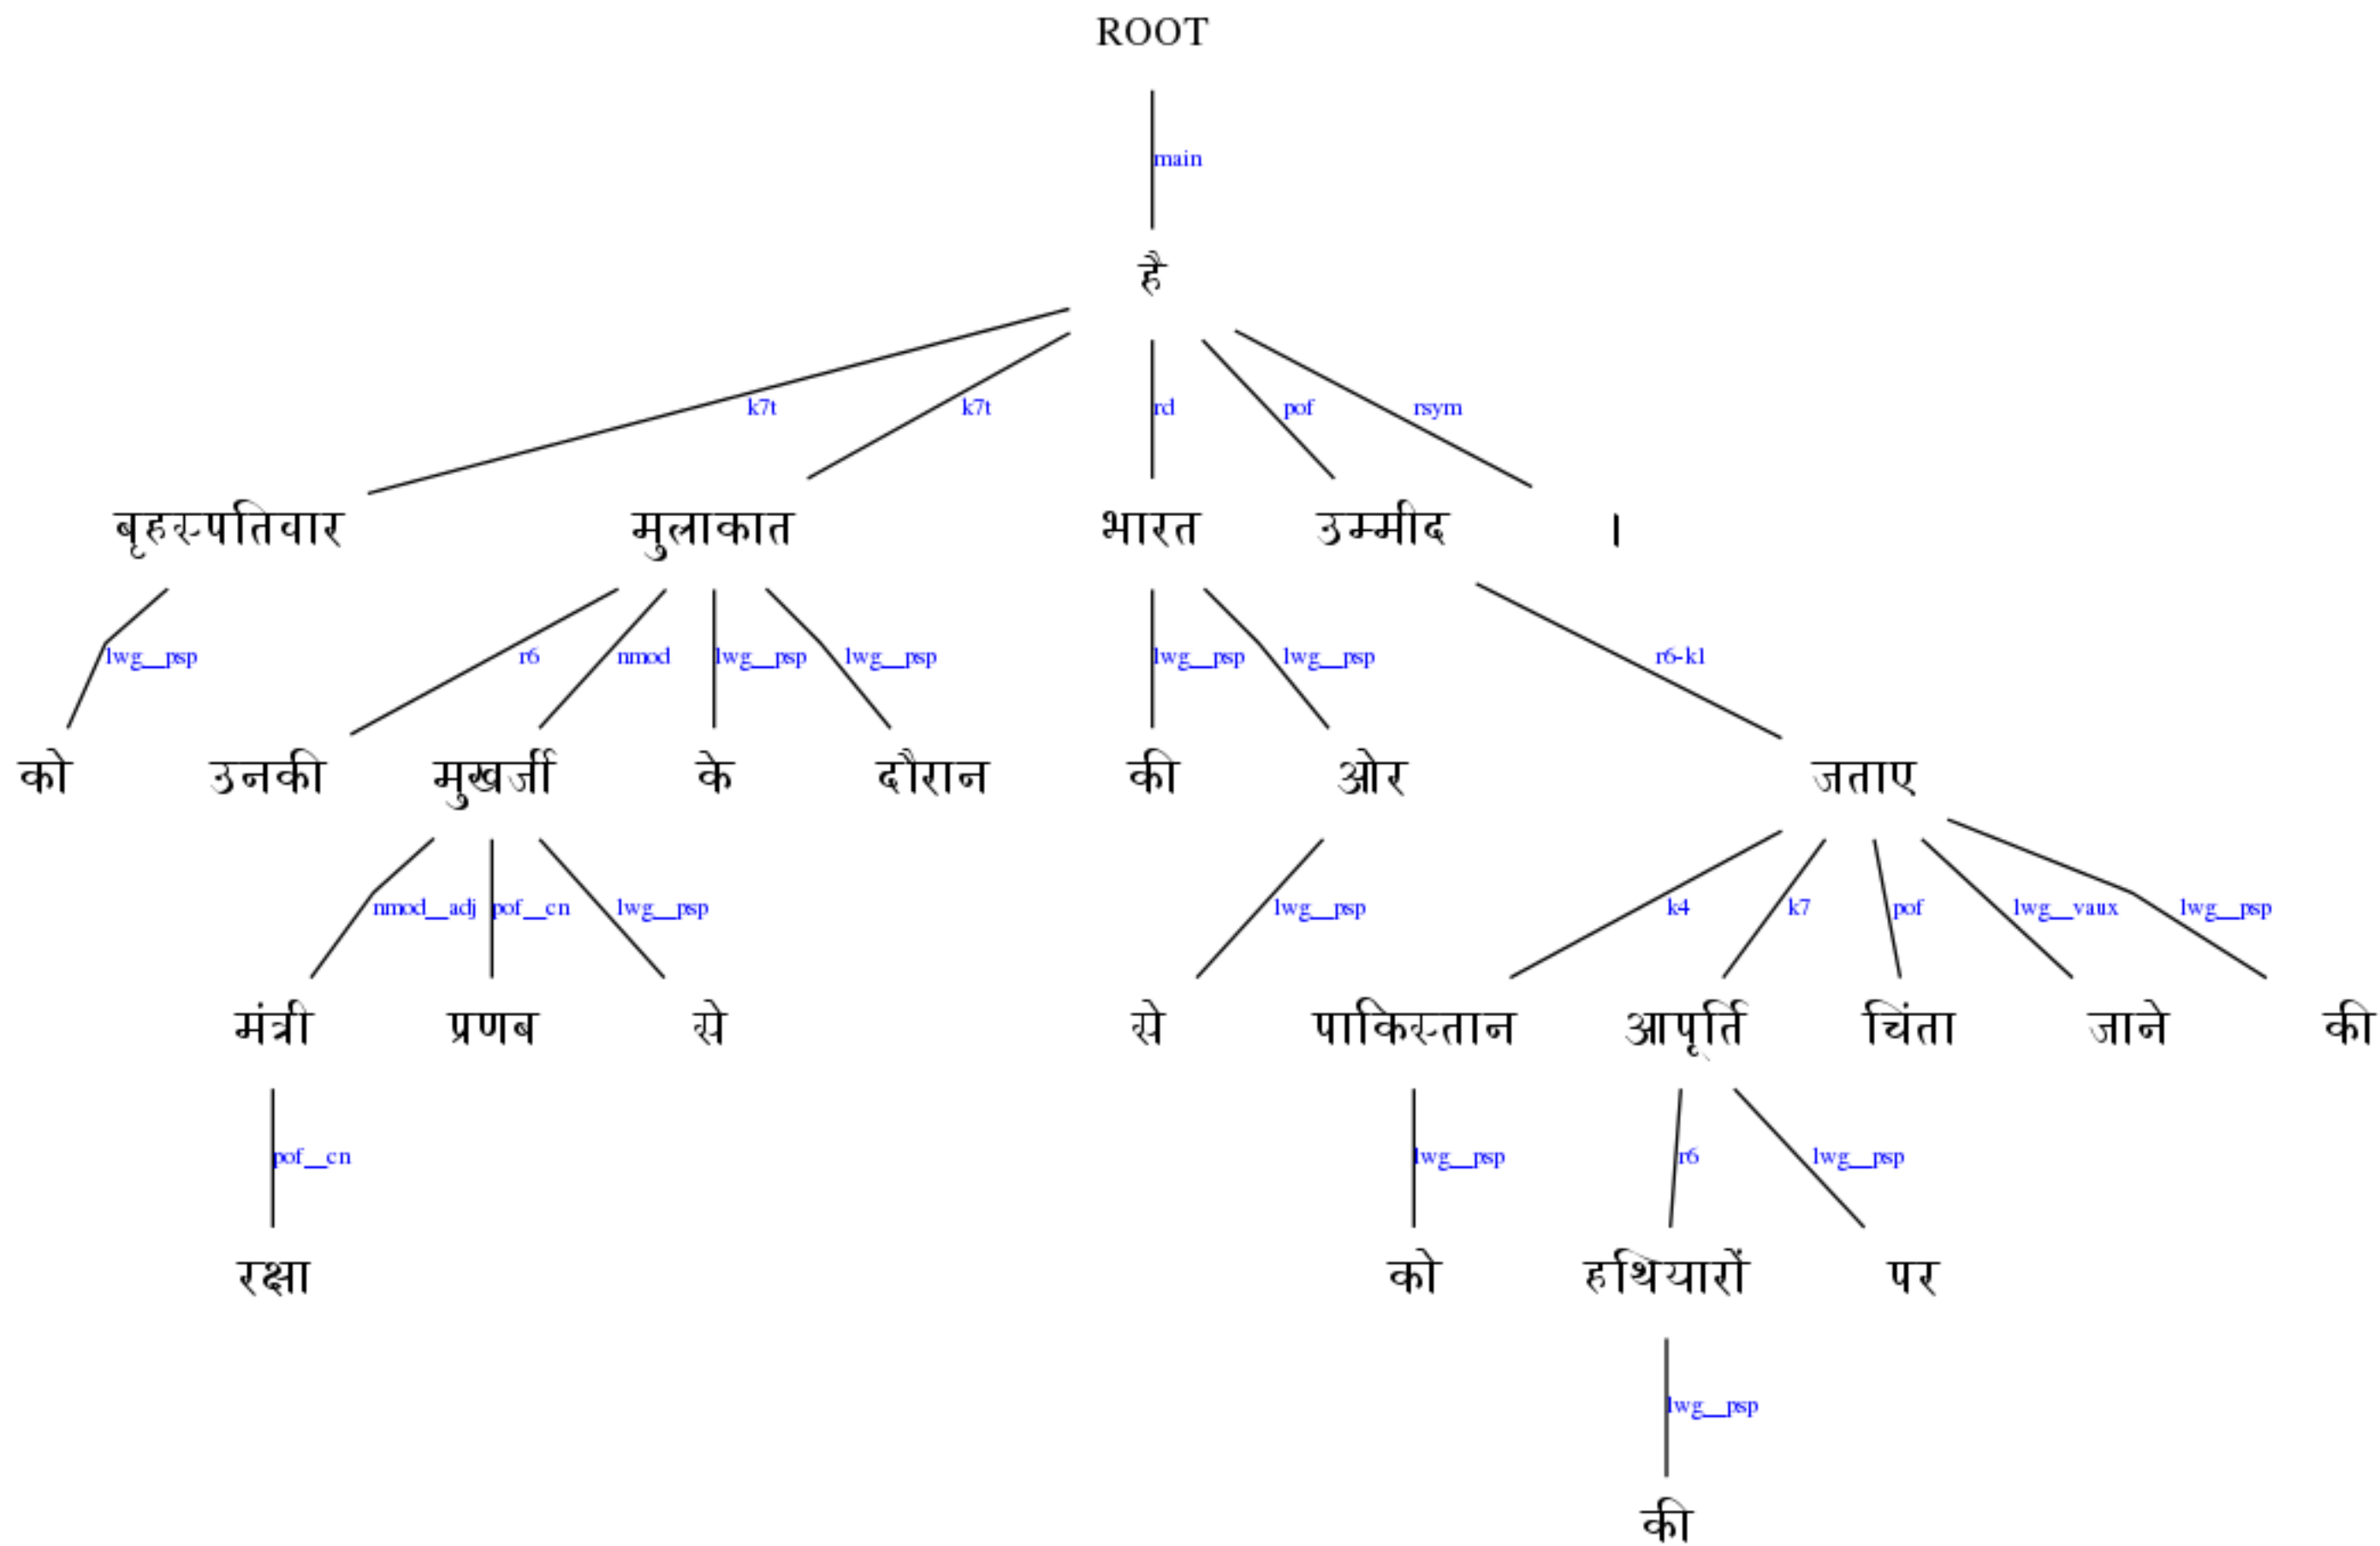 ROOT
main
है
k7t k7t rd pof rsym
बृहस्पतिवार मुलाकात भारत उम्मीद ।
lwg__psp r6 nmod lwg__psp lwg__psp lwg__psp lwg__psp r6-k1
को उनकी मुखर्जी के दौरान की ओर जताए
nmod__adj pof__cn lwg__psp lwg__psp k4 k7 pof lwg__vaux lwg__psp
मंत्री प्रणब से से पाकिस्तान आपूर्ति चिंता जाने की
pof__cn lwg__psp r6 lwg__psp
रक्षा को हथियारों पर
lwg__psp
की